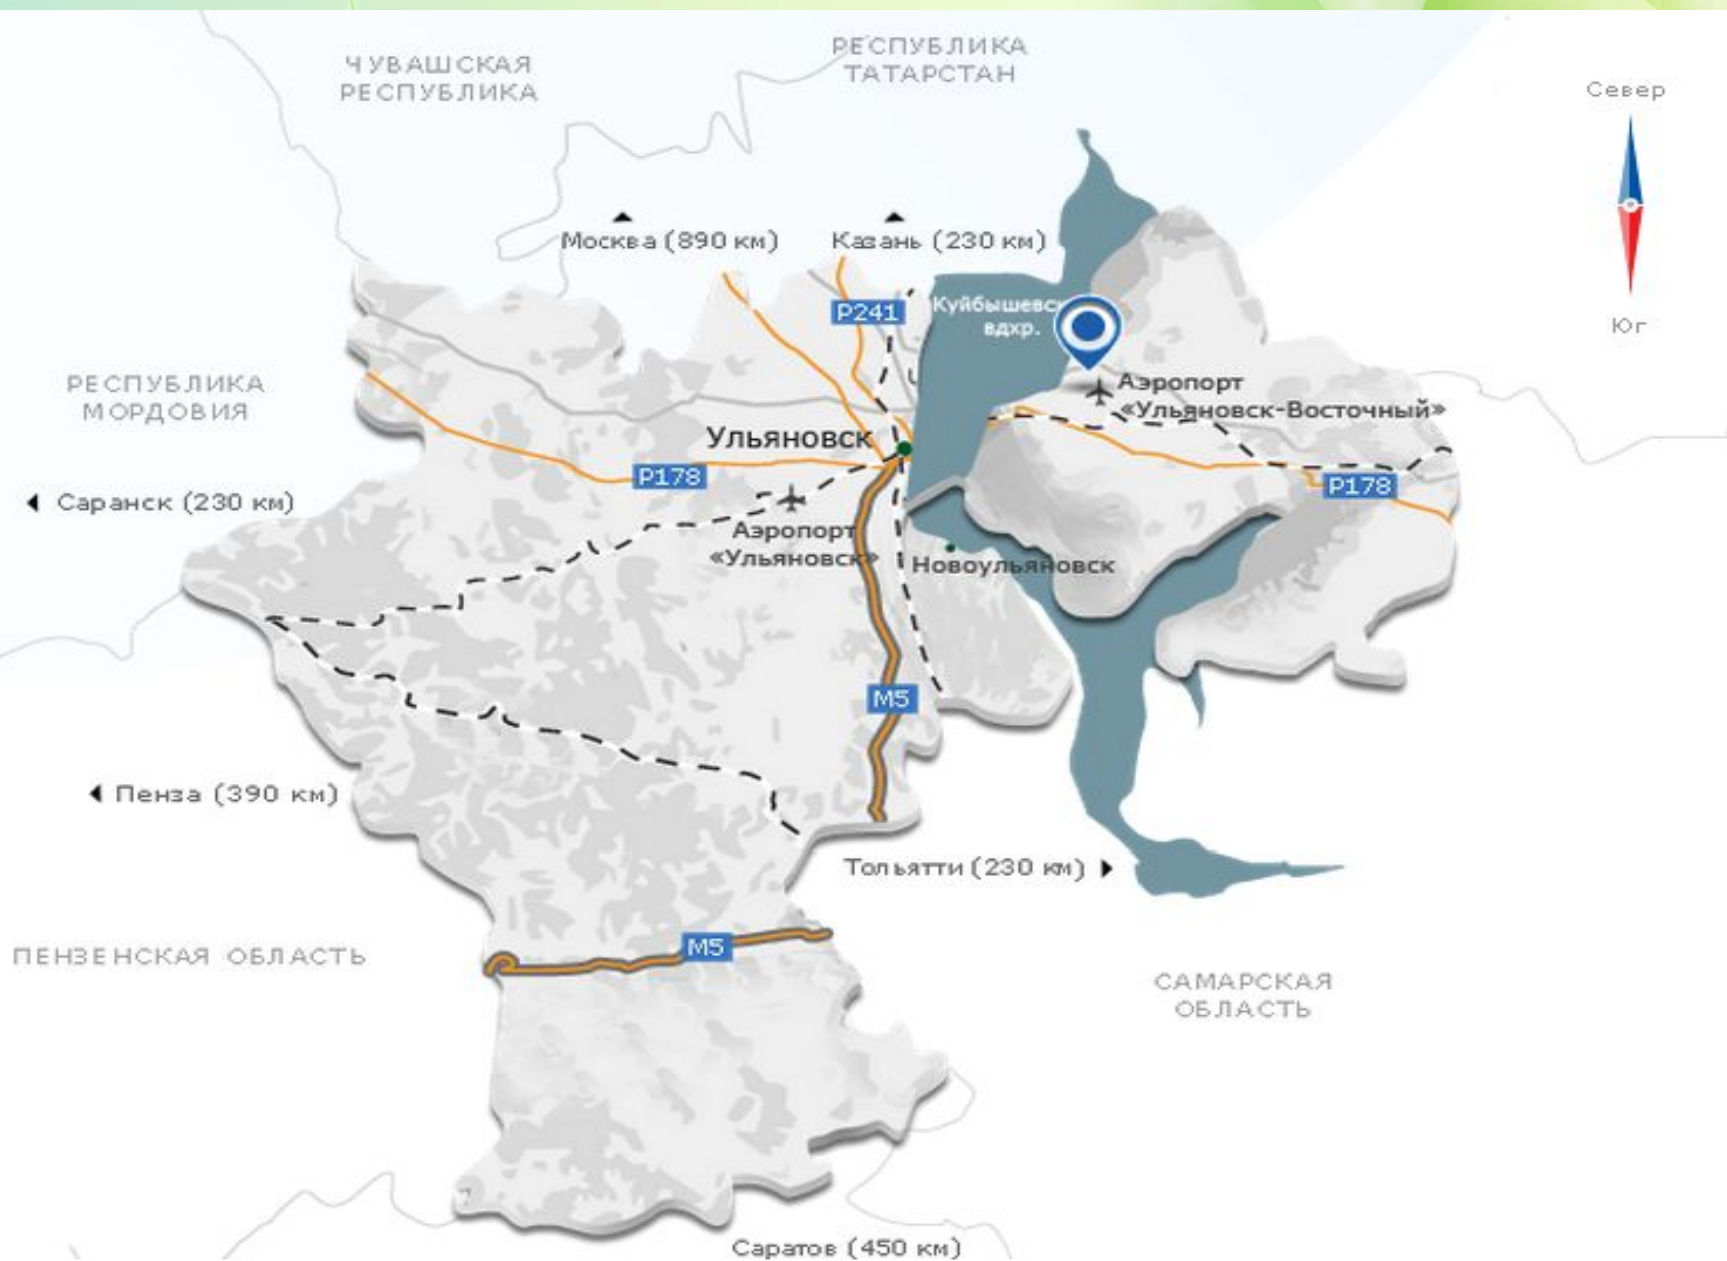 ЧУВАШСКАЯ
РЕСПУБЛИКА
РЕСПУБЛИКА
ТАТАРСТАН
Север
Москва (890 км)
Казань (230 км)
Р241
Куйбышевс
вдхр.
Юг
РЕСПУБЛИКА
МОРДОВИЯ
Аэропорт
«Ульяновск-Восточный»
Ульяновск
Р178
Р178
Саранск (230 км)
Аэропорт
«Ульяновск»
Новоульяновск
М5
Пенза (390 км)
Тольятти (230 км)
М5
ПЕНЗЕНСКАЯ ОБЛАСТЬ
САМАРСКАЯ
ОБЛАСТЬ
Саратов (450 км)